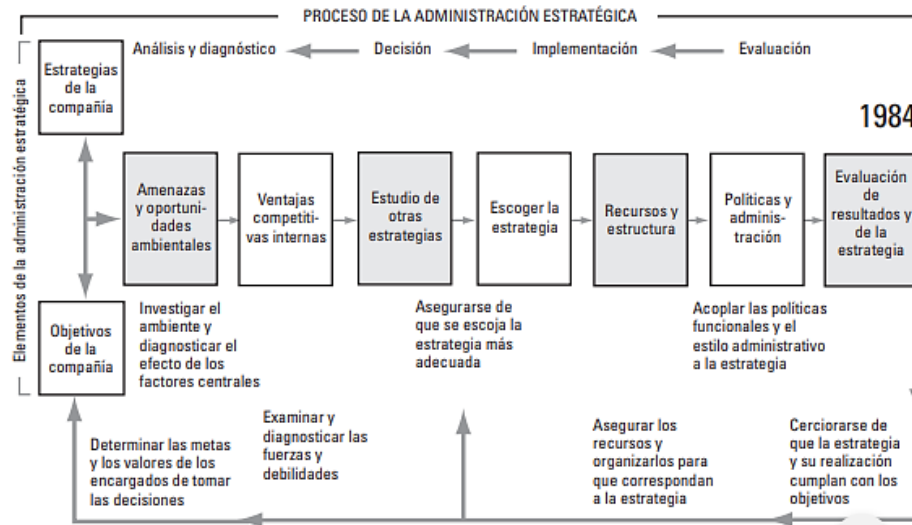 PROCESO DE LA ADMINISTRACIÓN ESTRATÉGICA
Análisis y diagnóstico
Decisión
Implementación
Evaluación
Elementos de la administración estratégica
Estrategias
de la
compañía
1984
Amenazas
y oportuni-
dades
ambientales
Ventajas
competiti-
vas internas
Estudio de
otras
estrategias
Escoger la
estrategia
Recursos y
estructura
Políticas y
adminis-
tración
Evaluación
de
resultados y
de la
estrategia
Objetivos
de la
compañía
Investigar el
ambiente y
diagnosticar el
efecto de los
factores centrales
Asegurarse de
que se escoja la
estrategia más
adecuada
Acoplar las políticas
funcionales y el
estilo administrativo
a la estrategia
Determinar las metas
y los valores de los
encargados de tomar
las decisiones
Examinar y
diagnosticar las
fuerzas y
debilidades
Asegurar los
recursos y
organizarlos para
que correspondan
a la estrategia
Cerciorarse de
que la estrategia
y su realización
cumplan con los
objetivos